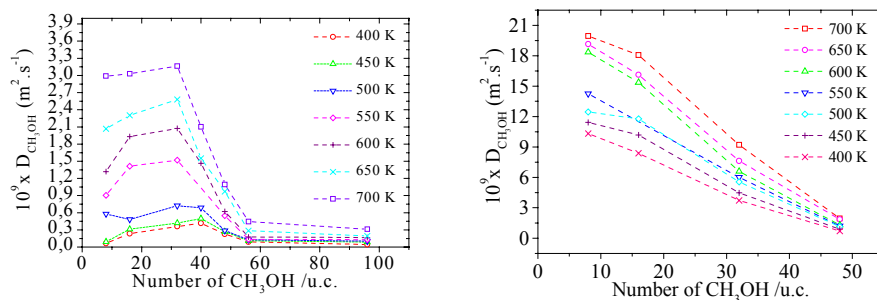 3,9
3,6
3,3
3,0
2,7
2,4
2,1
1,8
1,5
1,2
0,9
0,6
0,3
0,0
10⁹x D_CH₃OH (m².s⁻¹)
400 K
450 K
500 K
550 K
600 K
650 K
700 K
0 20 40 60 80 100
Number of CH₃OH /u.c.
21
18
15
12
9
6
3
0
10⁹x D_CH₃OH (m².s⁻¹)
700 K
650 K
600 K
550 K
500 K
450 K
400 K
0 10 20 30 40 50
Number of CH₃OH /u.c.